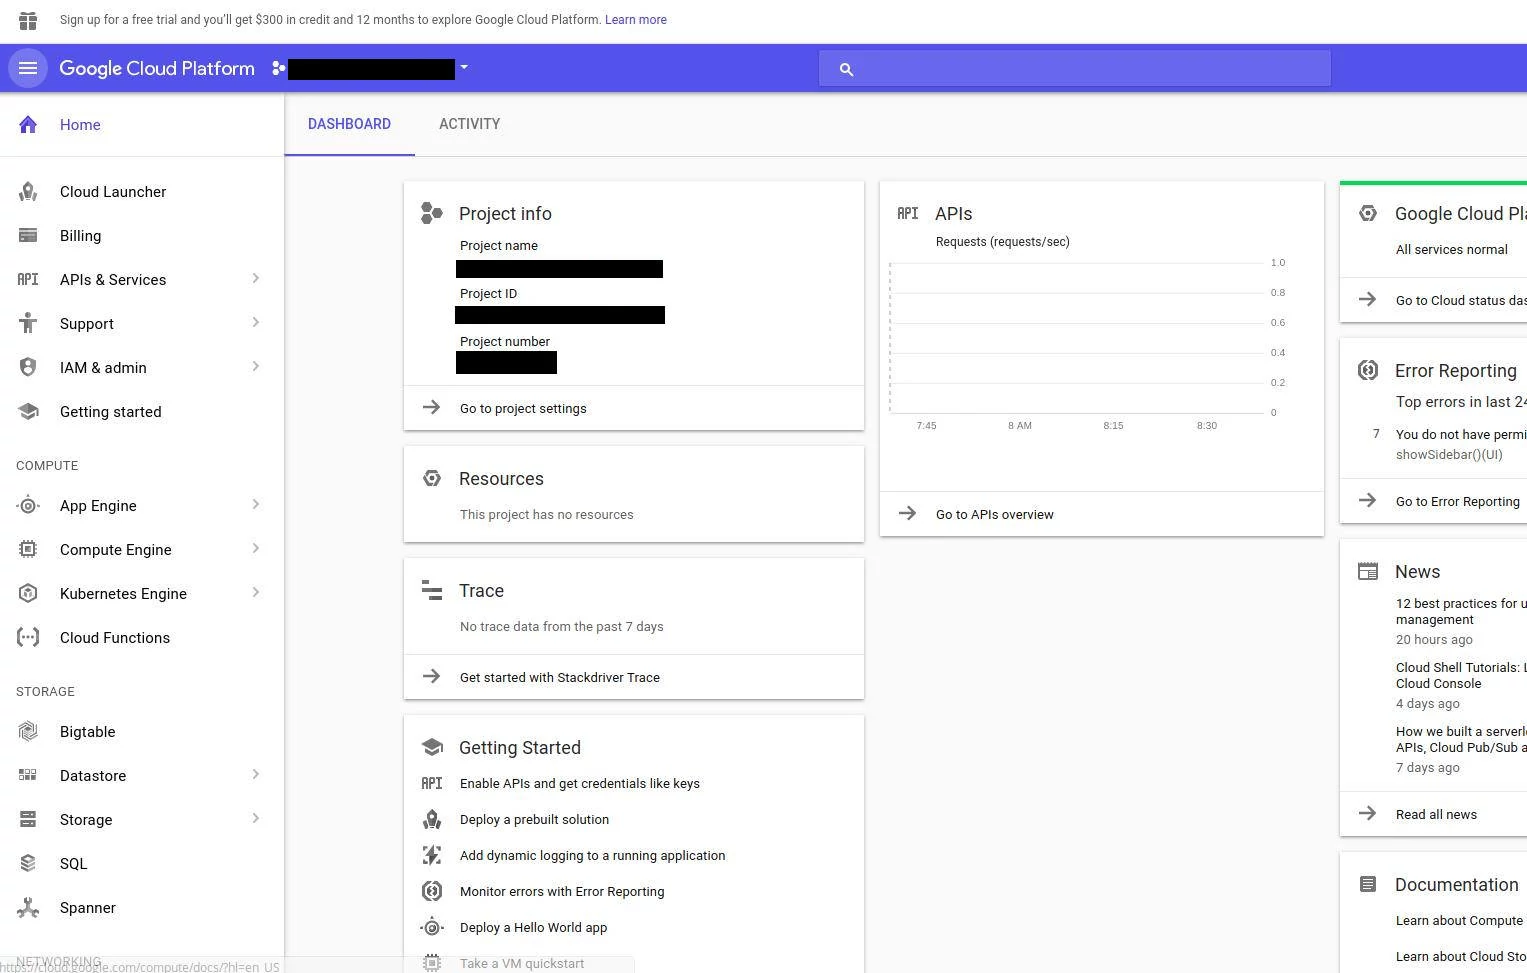 Sign up for a free trial and you'll get $300 in credit and 12 months to explore Google Cloud Platform. Learn more
Google Cloud Platform
Home
Cloud Launcher
Billing
API APIs & Services
Support
IAM & admin
Getting started
COMPUTE
App Engine
Compute Engine
Kubernetes Engine
Cloud Functions
STORAGE
Bigtable
Datastore
Storage
SQL
Spanner
NETWORKING
https://cloud.google.com/compute/docs/?hl=en_US
DASHBOARD
ACTIVITY
Project info
Project name
Project ID
Project number
Go to project settings
Resources
This project has no resources
Trace
No trace data from the past 7 days
Get started with Stackdriver Trace
Getting Started
API Enable APIs and get credentials like keys
Deploy a prebuilt solution
Add dynamic logging to a running application
Monitor errors with Error Reporting
Deploy a Hello World app
Take a VM quickstart
API APIs
Requests (requests/sec)
1.0
0.8
0.6
0.4
0.2
0
7:45 8 AM 8:15 8:30
Go to APIs overview
Google Cloud Pla
All services normal
Go to Cloud status das
Error Reporting
Top errors in last 24
7 You do not have permi
showSidebar()(UI)
Go to Error Reporting
News
12 best practices for u
management
20 hours ago
Cloud Shell Tutorials: L
Cloud Console
4 days ago
How we built a serverle
APIs, Cloud Pub/Sub a
7 days ago
Read all news
Documentation
Learn about Compute
Learn about Cloud Sto